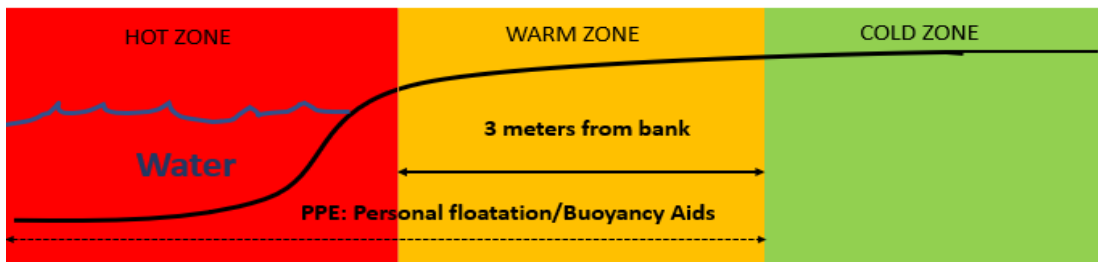 HOT ZONE
WARM ZONE
COLD ZONE
3 meters from bank
Water
PPE: Personal floatation/Buoyancy Aids